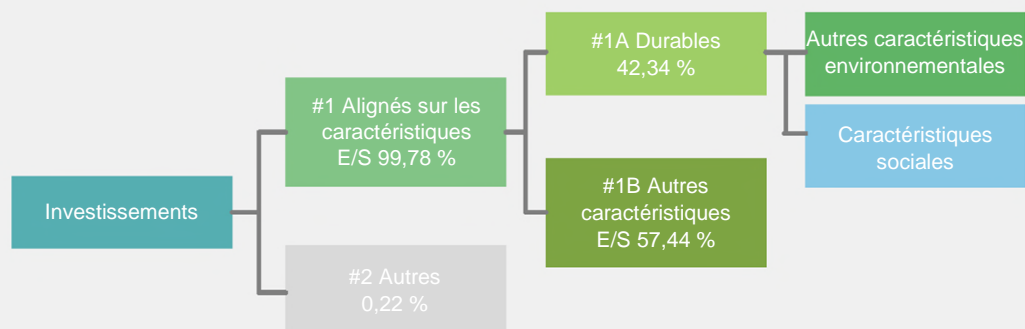 Investissements
#1 Alignés sur les
caractéristiques
E/S 99,78 %
#2 Autres
0,22 %
#1A Durables
42,34 %
#1B Autres
caractéristiques
E/S 57,44 %
Autres caractéristiques
environnementales
Caractéristiques
sociales